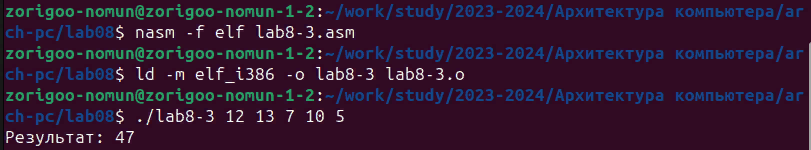 zorigoo-nomun@zorigoo-nomun-1-2:~/work/study/2023-2024/Архитектура компьютера/ar
ch-pc/lab08$ nasm -f elf lab8-3.asm
zorigoo-nomun@zorigoo-nomun-1-2:~/work/study/2023-2024/Архитектура компьютера/ar
ch-pc/lab08$ ld -m elf_i386 -o lab8-3 lab8-3.o
zorigoo-nomun@zorigoo-nomun-1-2:~/work/study/2023-2024/Архитектура компьютера/ar
ch-pc/lab08$ ./lab8-3 12 13 7 10 5
Результат: 47